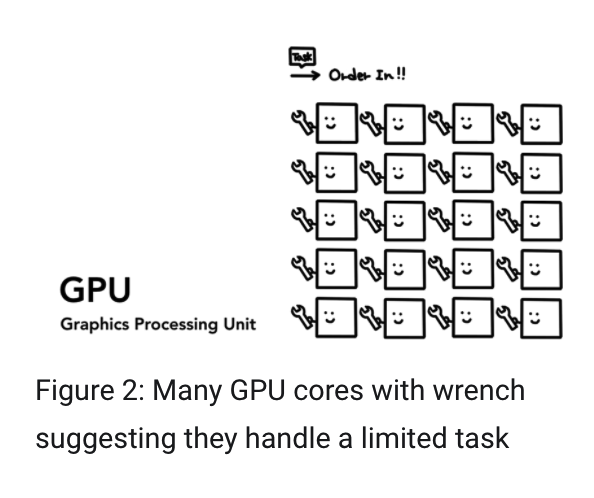 Task
Order In!!
GPU
Graphics Processing Unit
Figure 2: Many GPU cores with wrench
suggesting they handle a limited task